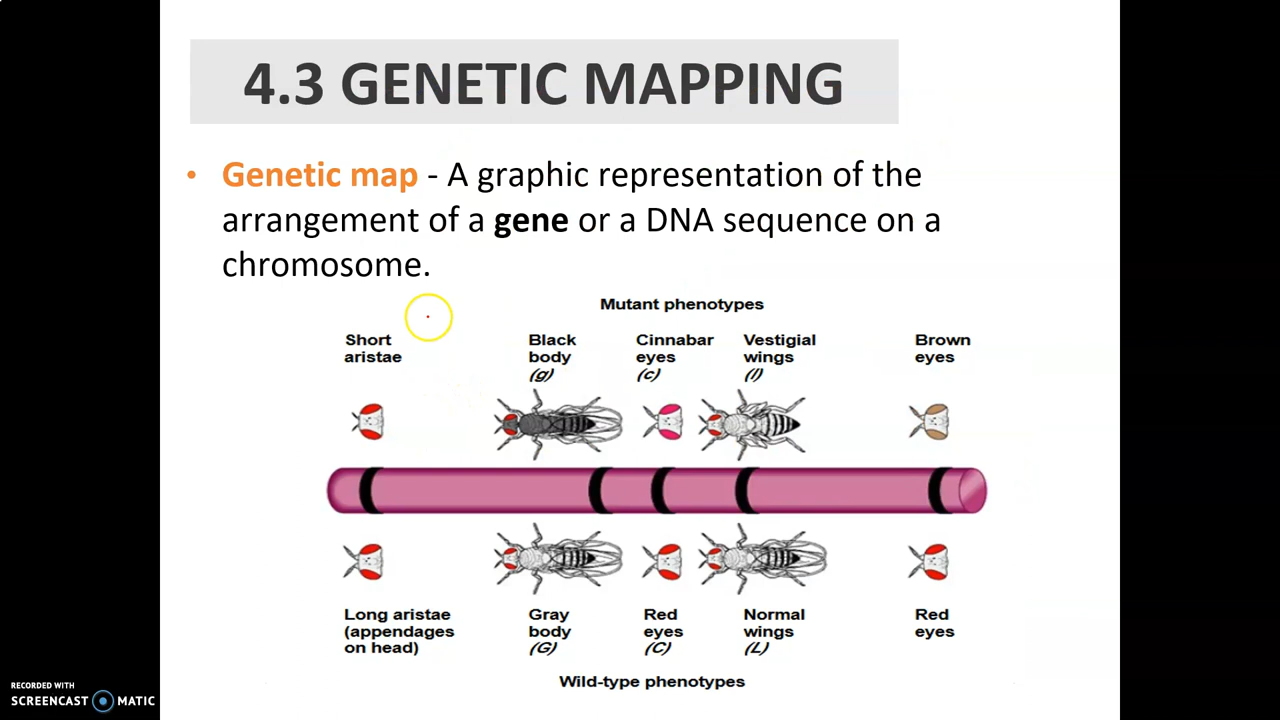 4.3 GENETIC MAPPING
• Genetic map - A graphic representation of the
arrangement of a gene or a DNA sequence on a
chromosome.
Mutant phenotypes
Short
aristae
Black
body
(g)
Cinnabar
eyes
(c)
Vestigial
wings
(l)
Brown
eyes
Long aristae
(appendages
on head)
Gray
body
(G)
Red
eyes
(C)
Normal
wings
(L)
Red
eyes
Wild-type phenotypes
RECORDED WITH
SCREENCAST MATIC